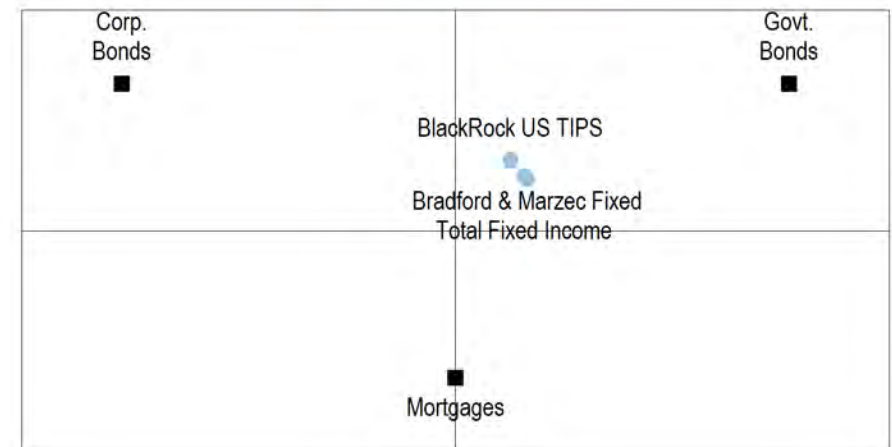 Corp.
Bonds
Govt.
Bonds
BlackRock US TIPS
Bradford & Marzec Fixed
Total Fixed Income
Mortgages